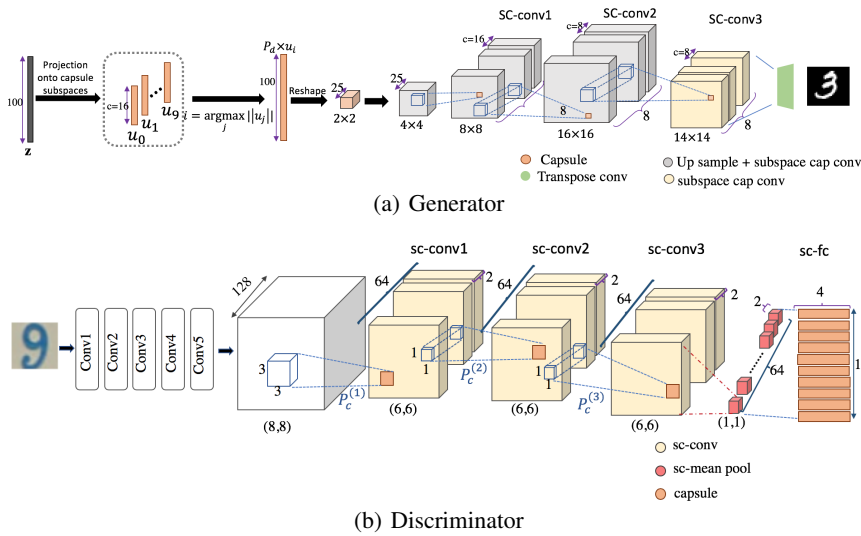 SC-conv1
SC-conv2
SC-conv3
c=16
c=8
c=8
P_d×u_i
Projection
onto capsule
subspaces
100
c=16
u_0
u_1
u_9
i = argmax_j ||u_j||
100
Reshape
25
2×2
25
4×4
8×8
8
8
16×16
8
14×14
8
z
Capsule
Transpose conv
Up sample + subspace cap conv
subspace cap conv
3
(a) Generator
sc-conv1
sc-conv2
sc-conv3
sc-fc
128
64
2
64
2
64
2
2
4
9
Conv1
Conv2
Conv3
Conv4
Conv5
3
3
P_c^(1)
1
1
P_c^(2)
1
1
P_c^(3)
64
1
(8,8)
(6,6)
(6,6)
(6,6)
(1,1)
sc-conv
sc-mean pool
capsule
(b) Discriminator